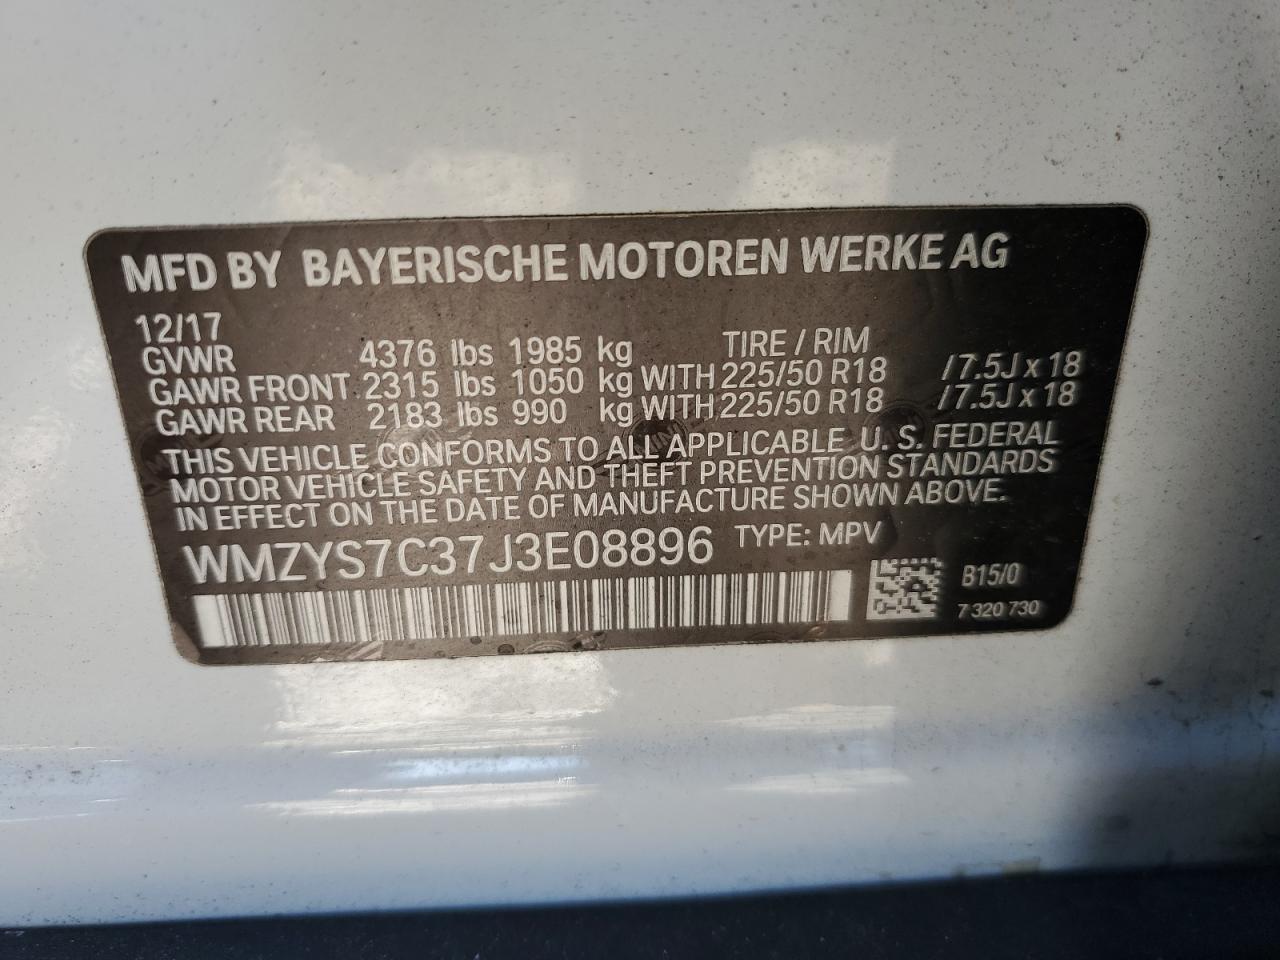 MFD BY BAYERISCHE MOTOREN WERKE AG
12/17 TIRE / RIM
GVWR 4376 lbs 1985 kg
GAWR FRONT 2315 lbs 1050 kg WITH 225/50 R18 /7.5J x 18
GAWR REAR 2183 lbs 990 kg WITH 225/50 R18 /7.5J x 18
THIS VEHICLE CONFORMS TO ALL APPLICABLE U. S. FEDERAL
MOTOR VEHICLE SAFETY AND THEFT PREVENTION STANDARDS
IN EFFECT ON THE DATE OF MANUFACTURE SHOWN ABOVE.
WMZYS7C37J3E08896 TYPE: MPV
B15/0
7 320 730